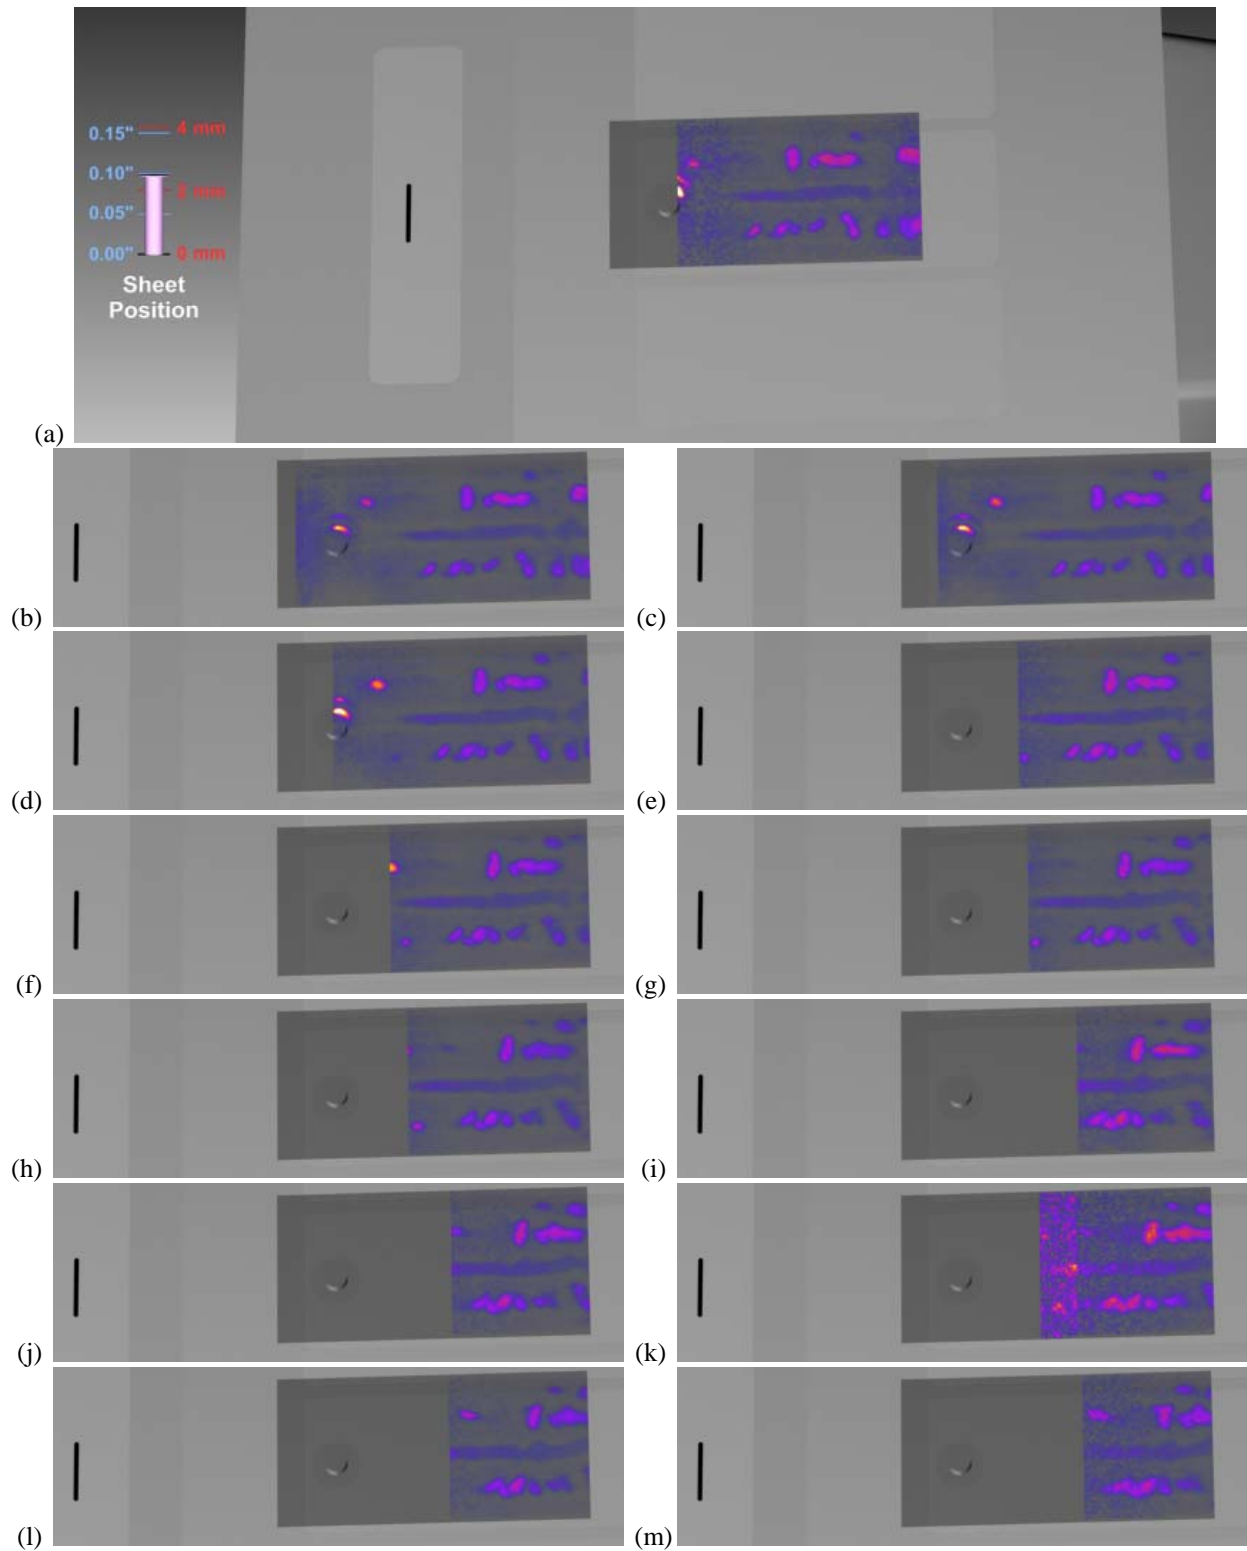 0.15" 4 mm
0.10"
2 mm
0.05"
0.00" 0 mm
Sheet
Position
(a)
(b) (c)
(d) (e)
(f) (g)
(h) (i)
(j) (k)
(l) (m)